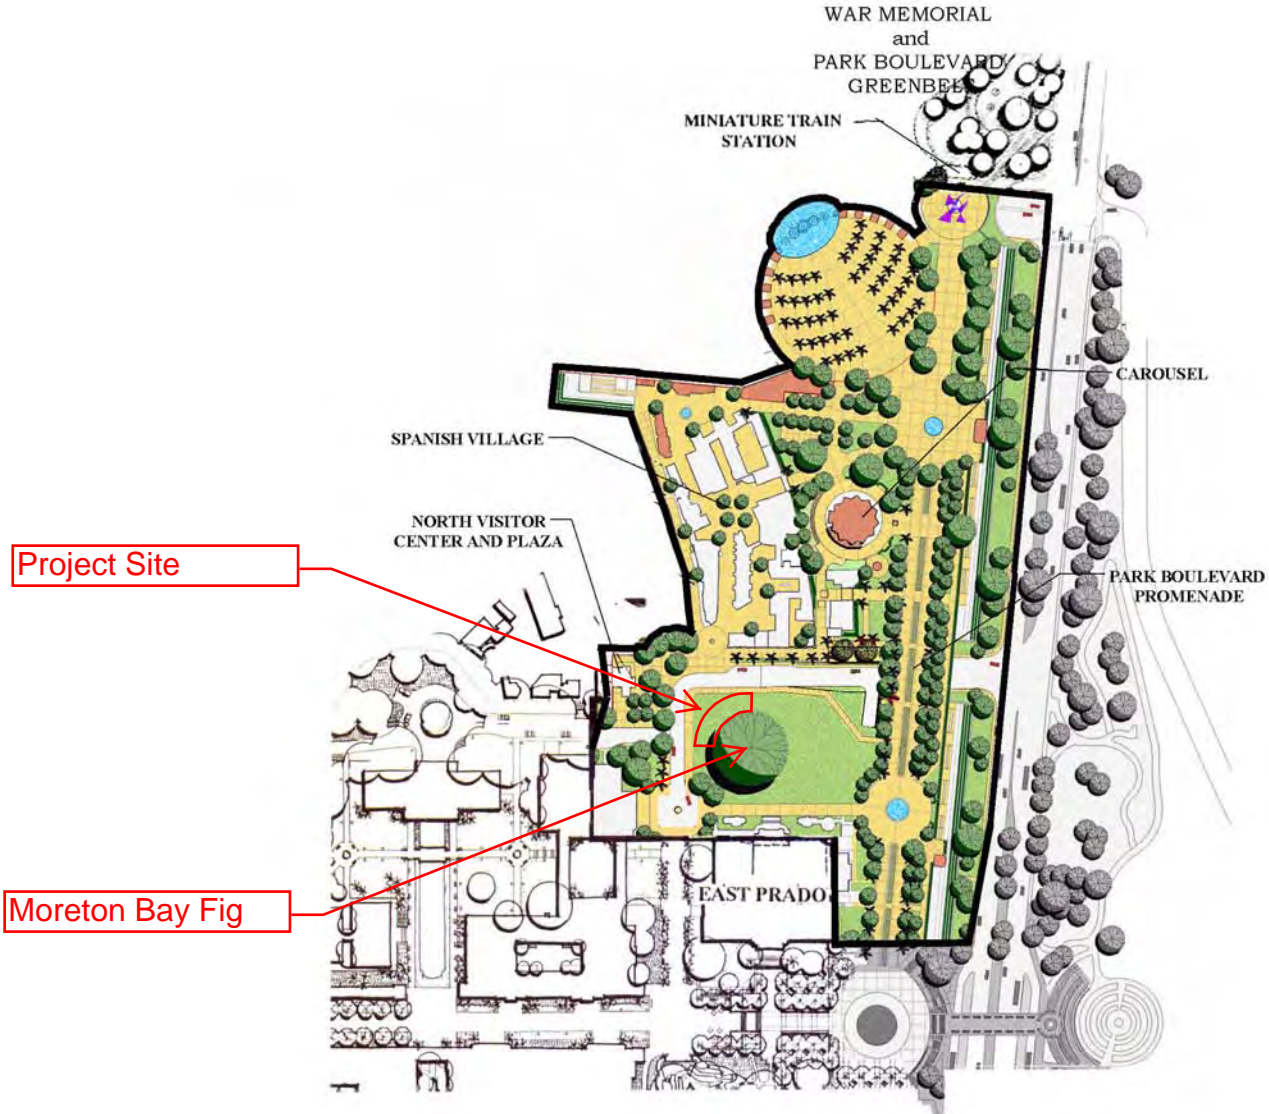 WAR MEMORIAL
and
PARK BOULEVARD
GREENBELT
MINIATURE TRAIN
STATION
CAROUSEL
SPANISH VILLAGE
NORTH VISITOR
CENTER AND PLAZA
Project Site
PARK BOULEVARD
PROMENADE
EAST PRADO
Moreton Bay Fig